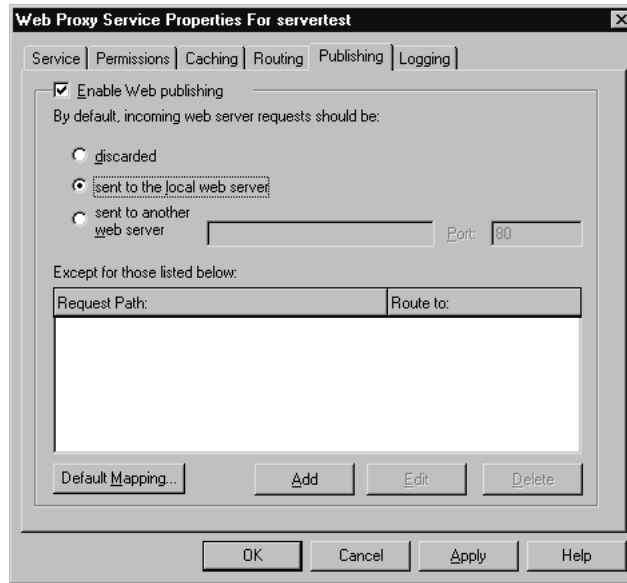 Web Proxy Service Properties For servertest
Service Permissions Caching Routing Publishing Logging
Enable Web publishing
By default, incoming web server requests should be:
discarded
sent to the local web server
sent to another
web server Port: 80
Except for those listed below:
Request Path: Route to:
Default Mapping... Add Edit Delete
OK Cancel Apply Help